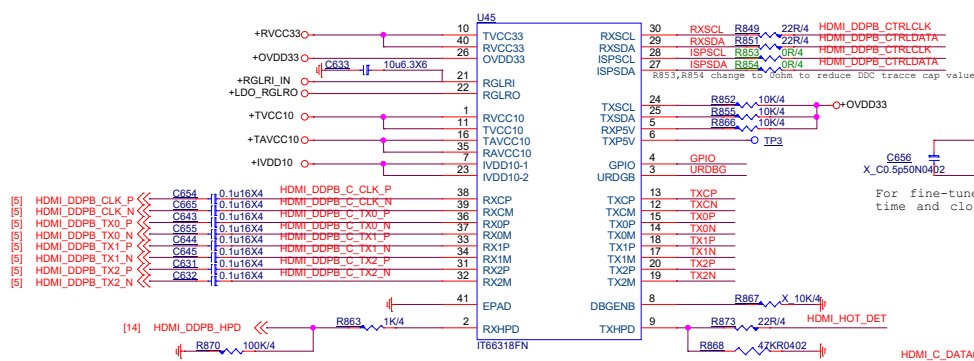 U45
+RVCC33 10 TVCC33 RXSCL 30 RXSCL R849 22R/4 HDMI_DDPB_CTRLCLK
40 RVCC33 RXSDA 29 RXSDA R851 22R/4 HDMI_DDPB_CTRLDATA
+OVDD33 26 OVDD33 ISPSCL 28 ISPSCL R853 0R/4 HDMI_DDPB_CTRLCLK
C633 10u6.3X6 ISPSDA 27 ISPSDA R854 0R/4 HDMI_DDPB_CTRLDATA
+RGLRI_IN 21 RGLRI R853,R854 change to 0ohm to reduce DDC tracce cap value
+LDO_RGLRO 22 RGLRO
TXSCL 24 R852 10K/4 +OVDD33
+TVCC10 1 RVCC10 TXSDA 25 R855 10K/4
11 TVCC10 RXP5V 5 R866 10K/4
+TAVCC10 16 TAVCC10 TXP5V 6 TP3
35 RAVCC10
+IVDD10 7 IVDD10-1 GPIO 4 GPIO C656
23 IVDD10-2 URDGB 3 URDBG X_C0.5p50N0402
[5] HDMI_DDPB_CLK_P C654 0.1u16X4 HDMI_DDPB_C_CLK_P 38 RXCP TXCP 13 TXCP For fine-tune
[5] HDMI_DDPB_CLK_N C665 0.1u16X4 HDMI_DDPB_C_CLK_N 39 RXCM TXCM 12 TXCN time and clo
[5] HDMI_DDPB_TX0_P C643 0.1u16X4 HDMI_DDPB_C_TX0_P 36 RX0P TX0P 15 TX0P
[5] HDMI_DDPB_TX0_N C655 0.1u16X4 HDMI_DDPB_C_TX0_N 37 RX0M TX0M 14 TX0N
[5] HDMI_DDPB_TX1_P C644 0.1u16X4 HDMI_DDPB_C_TX1_P 33 RX1P TX1P 18 TX1P
[5] HDMI_DDPB_TX1_N C645 0.1u16X4 HDMI_DDPB_C_TX1_N 34 RX1M TX1M 17 TX1N
[5] HDMI_DDPB_TX2_P C631 0.1u16X4 HDMI_DDPB_C_TX2_P 31 RX2P TX2P 20 TX2P
[5] HDMI_DDPB_TX2_N C632 0.1u16X4 HDMI_DDPB_C_TX2_N 32 RX2M TX2M 19 TX2N
41 EPAD DBGENB 8 R867 X_10K/4
[14] HDMI_DDPB_HPD R863 1K/4 2 RXHPD TXHPD 9 R873 22R/4 HDMI_HOT_DET
R870 100K/4 IT66318FN R868 47KR0402 HDMI_C_DATA